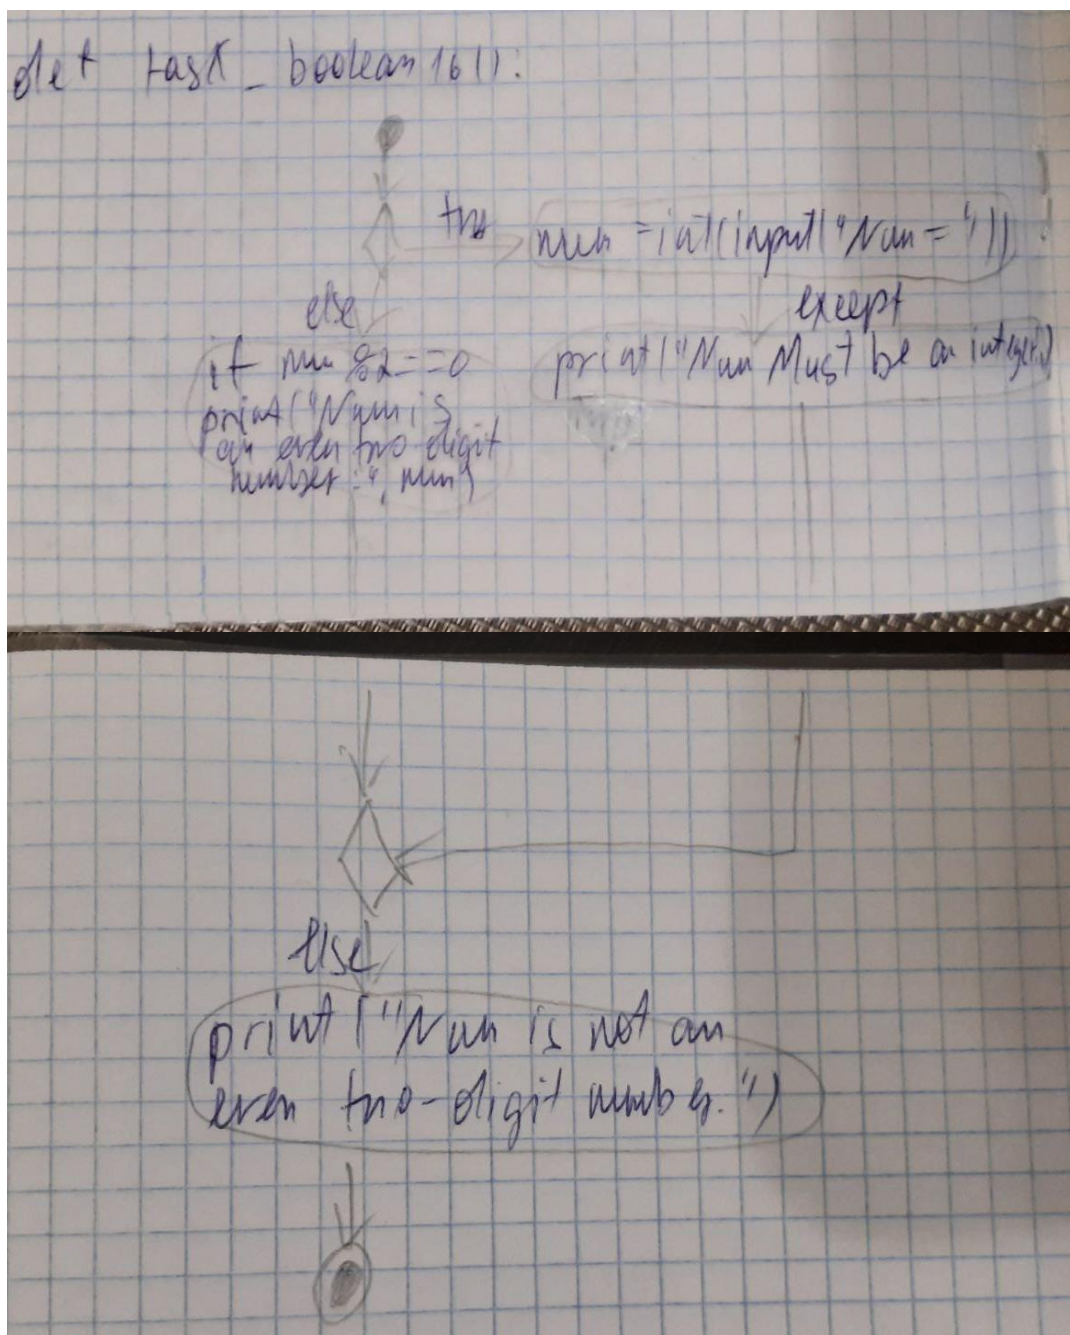 def task_boolean16():
try
num = int(input("Num = "))
else
except
if num %2==0
print("Num Must be an integer.")
print("Num is
an even two digit
number:", num)
else
print("Num is not an
even two-digit number.")